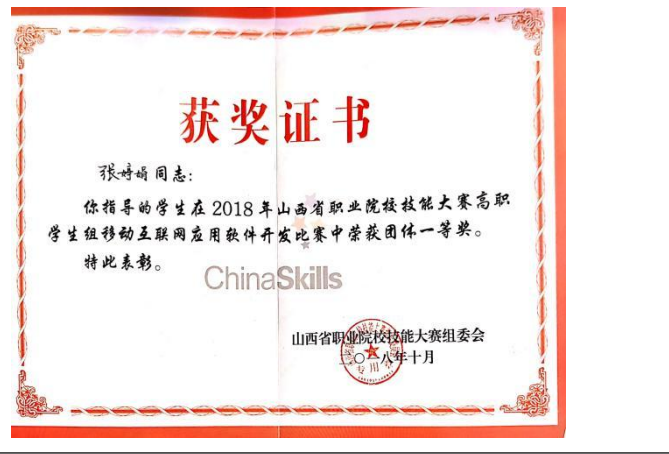 获奖证书
张婷娟同志：
你指导的学生在2018年山西省职业院校技能大赛高职
学生组移动互联网应用软件开发比赛中荣获团体一等奖。
特此表彰。
ChinaSkills
山西省职业院校技能大赛组委会
二〇一八年十月
专用